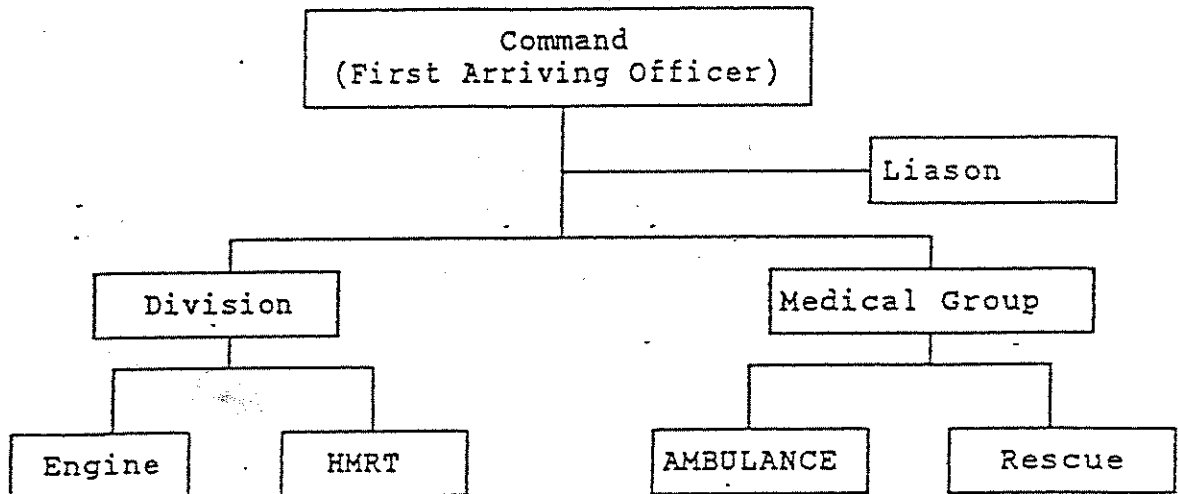 Command
(First Arriving Officer)
Liason
Division
Medical Group
Engine
HMRT
AMBULANCE
Rescue